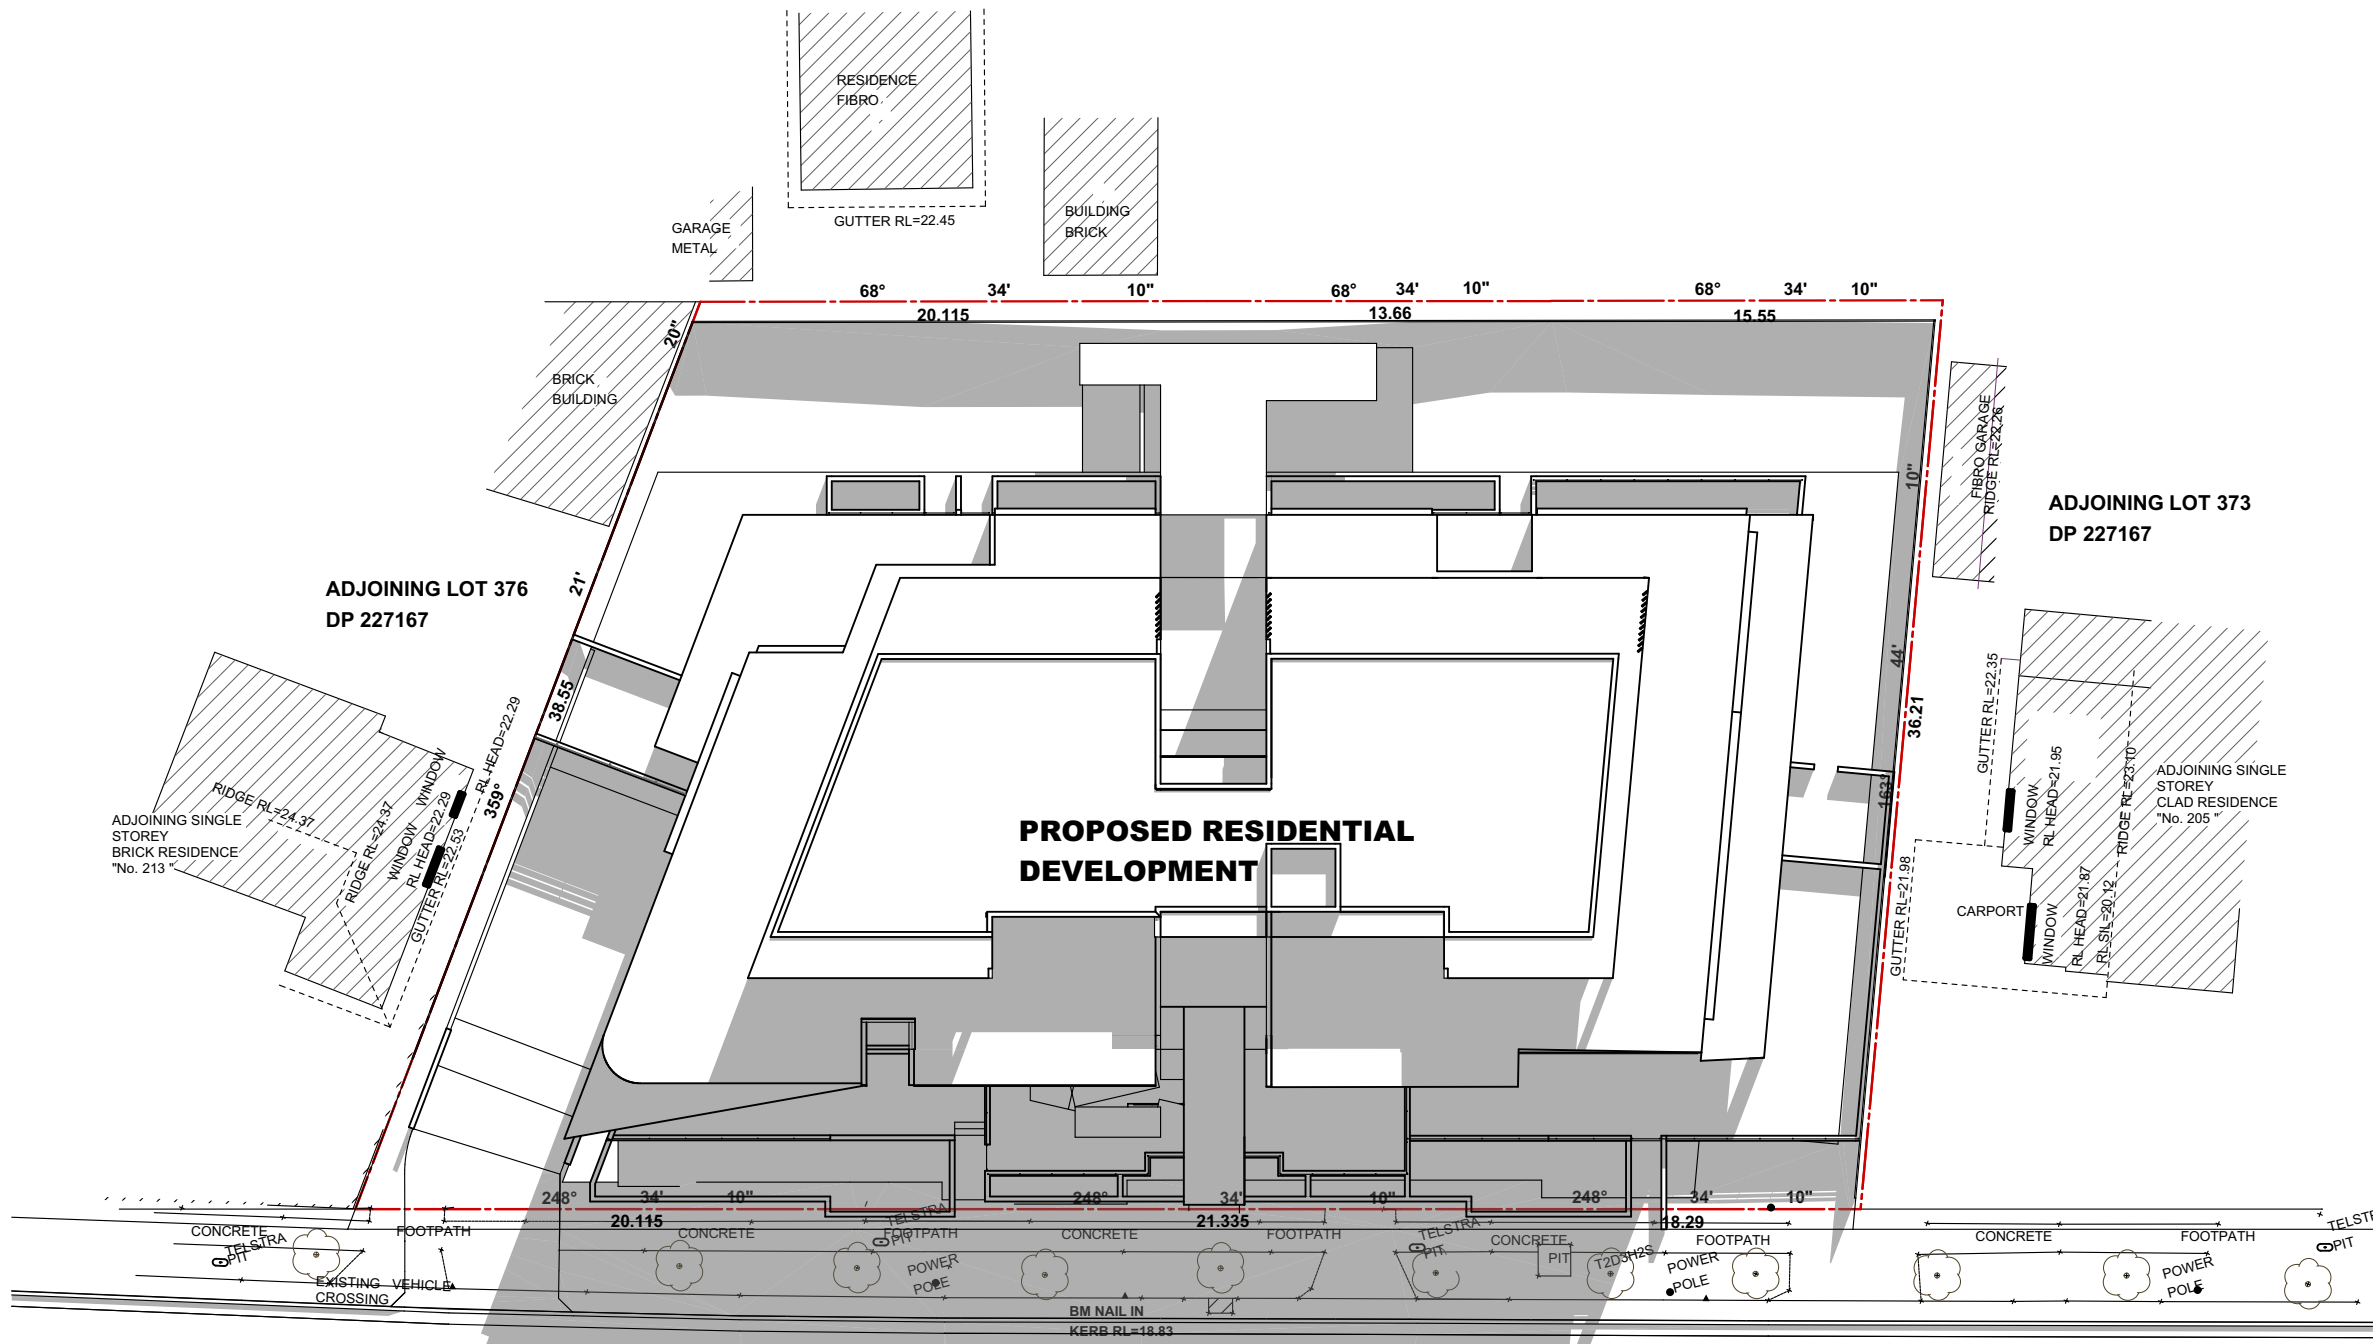 RESIDENCE
FIBRO
GUTTER RL=22.45
GARAGE
METAL
BUILDING
BRICK
68° 34' 10" 68° 34' 10" 68° 34' 10"
20.115 13.66 15.55
20"
BRICK
BUILDING
FIBRO GARAGE
RIDGE RL=22.26
10"
ADJOINING LOT 373
DP 227167
ADJOINING LOT 376
DP 227167
21'
44'
38.55
36.21
359°
163°
RL HEAD=22.29
WINDOW
RIDGE RL=24.37
RIDGE RL=24.37
WINDOW
RL HEAD=22.29
GUTTER RL=22.53
ADJOINING SINGLE
STOREY
BRICK RESIDENCE
"No. 213 "
PROPOSED RESIDENTIAL
DEVELOPMENT
GUTTER RL=22.35
WINDOW
RL HEAD=21.95
RIDGE RL=23.10
ADJOINING SINGLE
STOREY
CLAD RESIDENCE
"No. 205 "
GUTTER RL=21.98
CARPORT
WINDOW
RL HEAD=21.87
RL SIL=20.12
248° 34' 10" 248° 34' 10" 248° 34' 10"
20.115 21.335 18.29
CONCRETE FOOTPATH CONCRETE FOOTPATH CONCRETE FOOTPATH CONCRETE FOOTPATH CONCRETE FOOTPATH
TELSTRA
PIT
TELSTRA
PIT
TELSTRA
PIT
PIT
T2D3H2S
POWER
POLE
POWER
POLE
POWER
POLE
PIT
EXISTING VEHICLE
CROSSING
BM NAIL IN
KERB RL=18.83